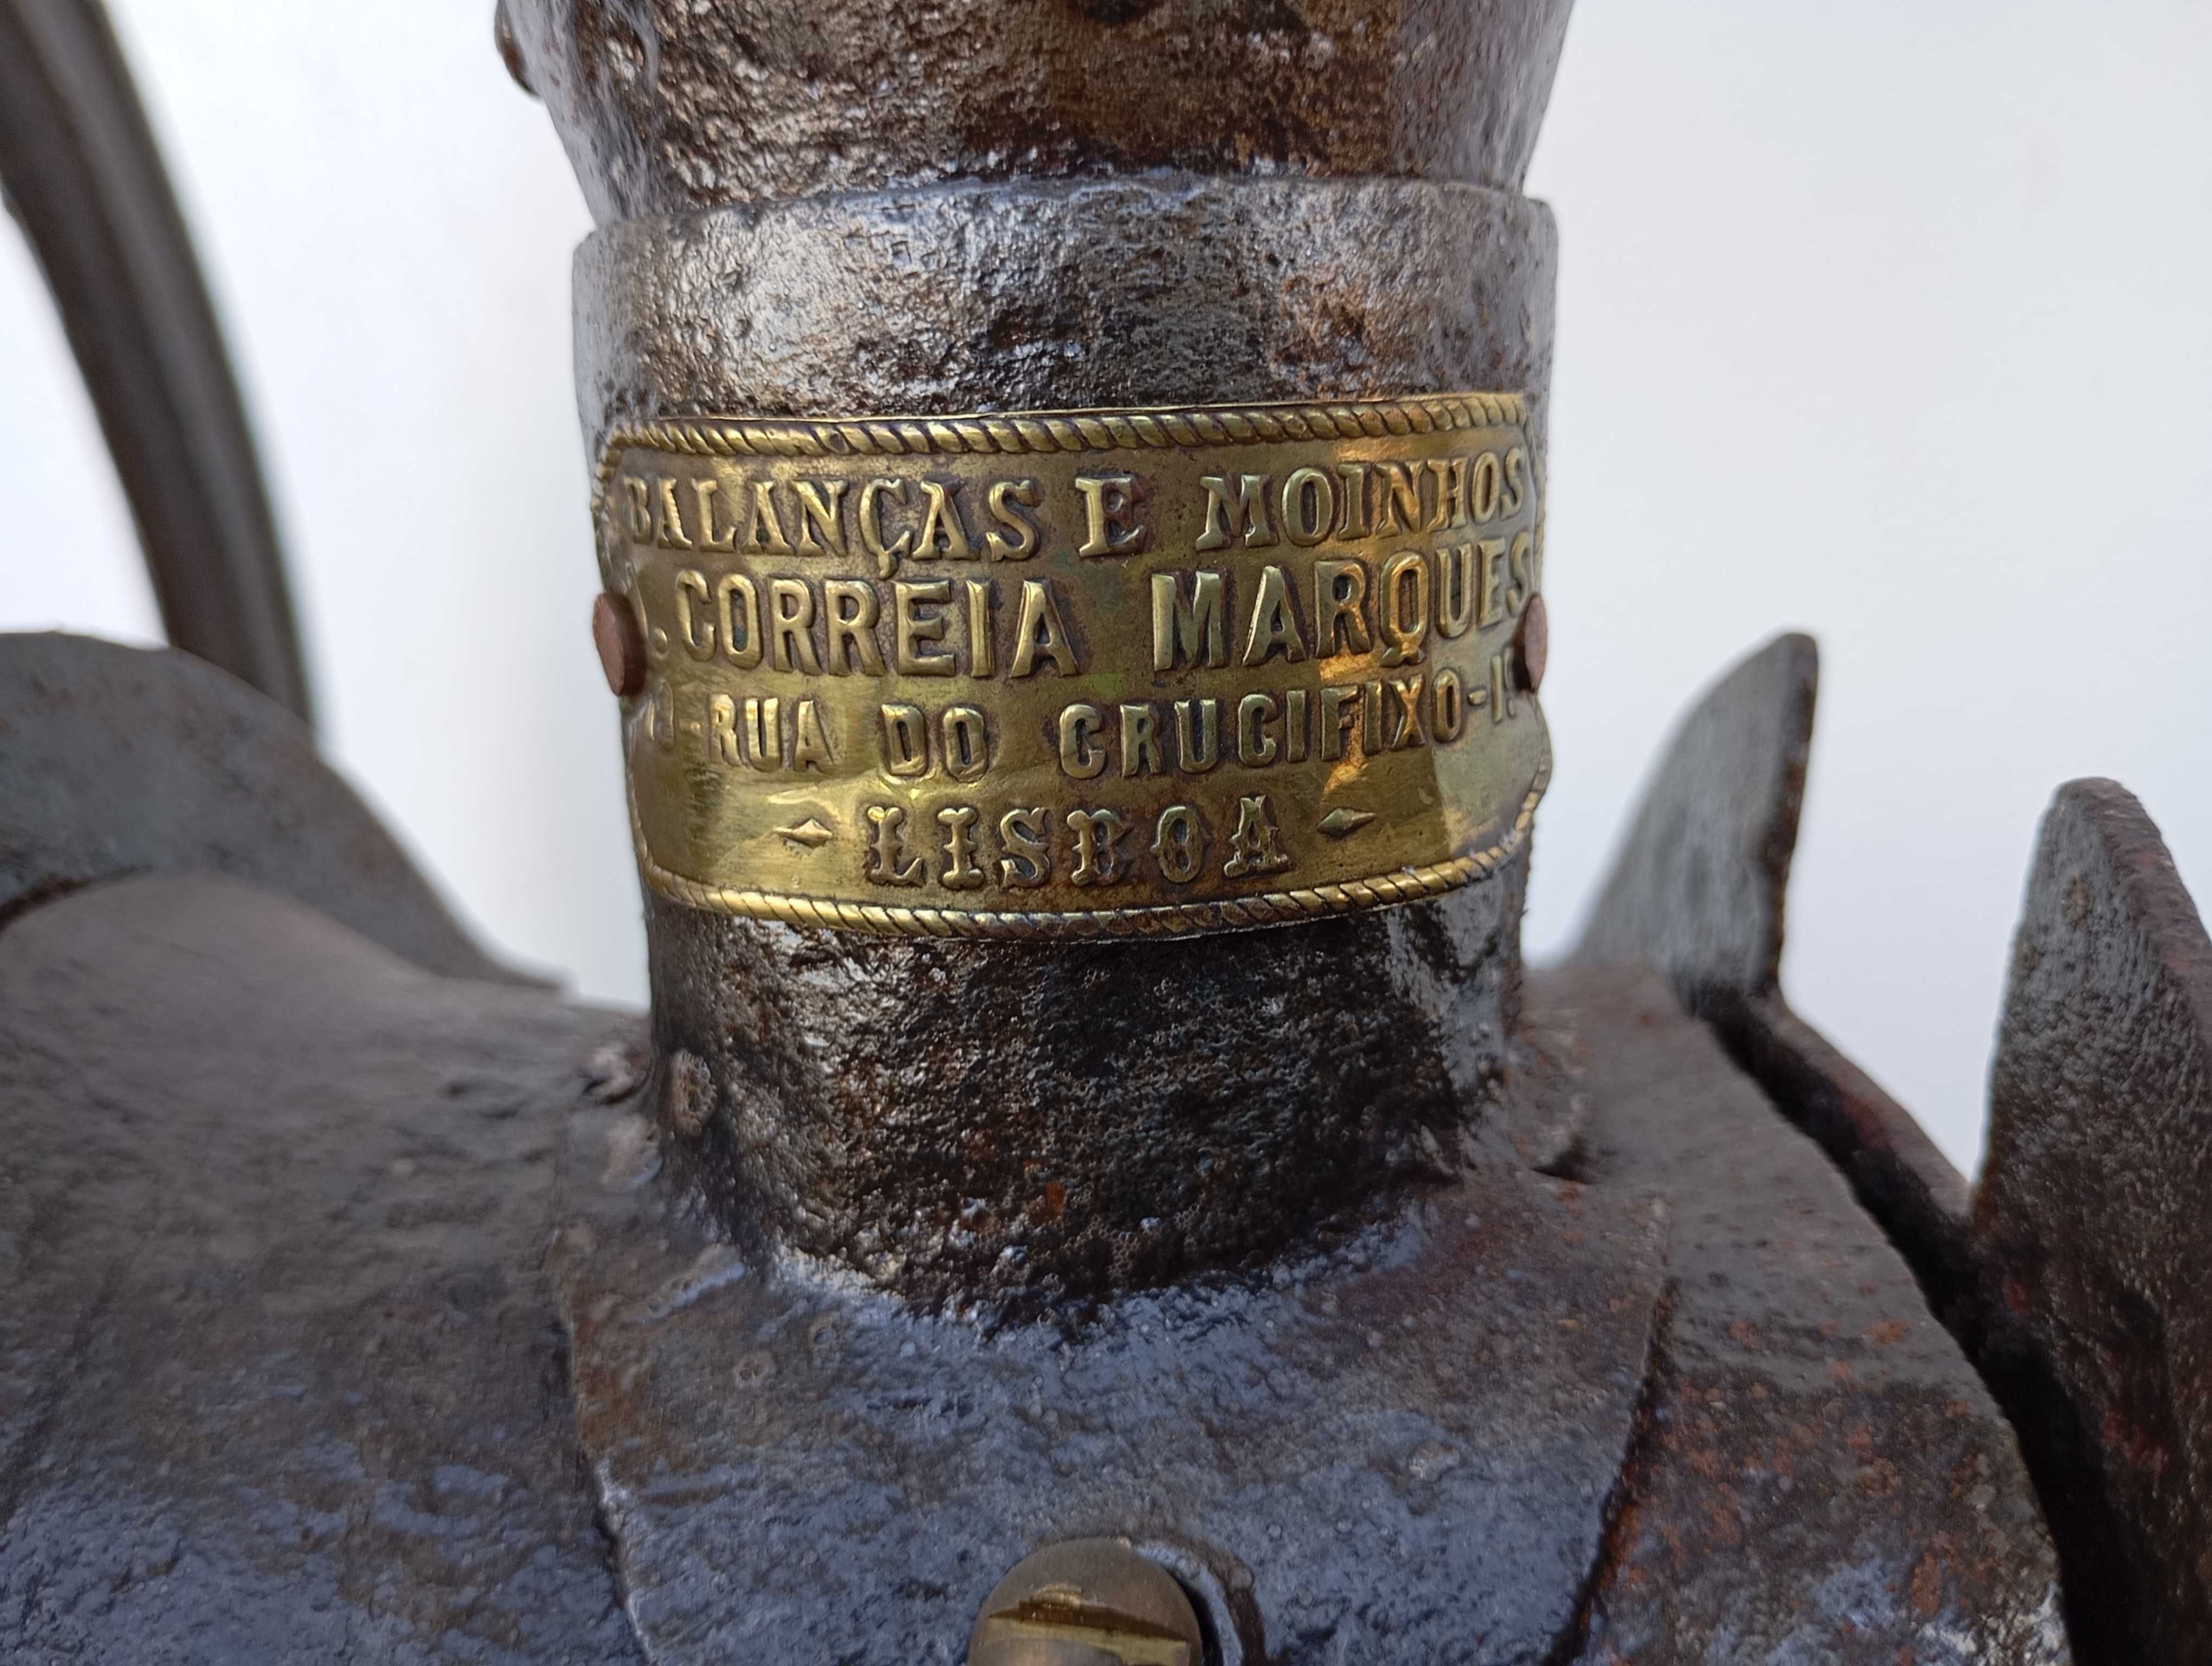 BALANÇAS E MOINHOS
CORREIA MARQUES
RUA DO CRUCIFIXO
LISBOA